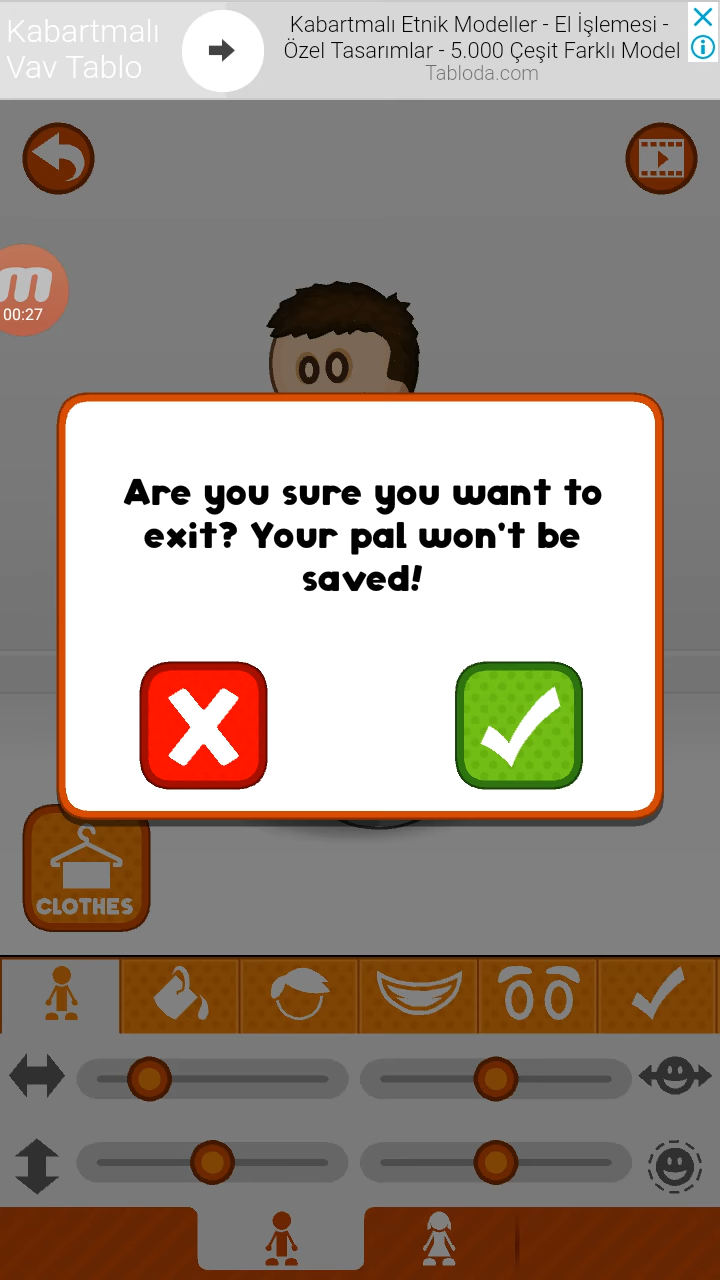 Kabartmalı
Vav Tablo
Kabartmalı Etnik Modeller - El İşlemesi -
Özel Tasarımlar - 5.000 Çeşit Farklı Model
Tabloda.com
m
00:27
Are you sure you want to
exit? Your pal won't be
saved!
CLOTHES